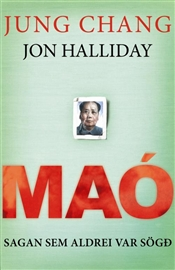 JUNG CHANG
JON HALLIDAY
MAÓ
SAGAN SEM ALDREI VAR SÖGÐ